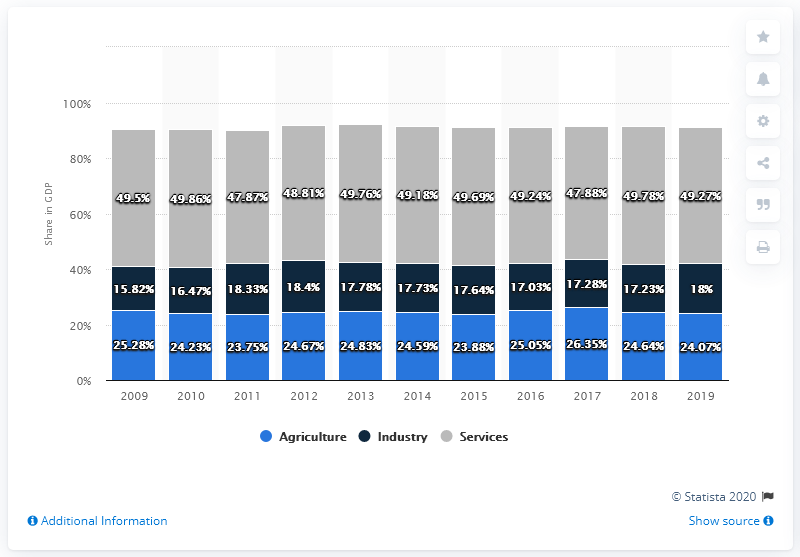 100%
80%
60%
40%
20%
0%
Share in GDP
49.5% 49.86% 47.87% 48.81% 49.76% 49.18% 49.69% 49.24% 47.88% 49.78% 49.27%
15.82% 16.47% 18.33% 18.4% 17.78% 17.73% 17.64% 17.03% 17.28% 17.23% 18%
25.28% 24.23% 23.75% 24.67% 24.83% 24.59% 23.88% 25.05% 26.35% 24.64% 24.07%
2009 2010 2011 2012 2013 2014 2015 2016 2017 2018 2019
Agriculture Industry Services
© Statista 2020
Additional Information Show source